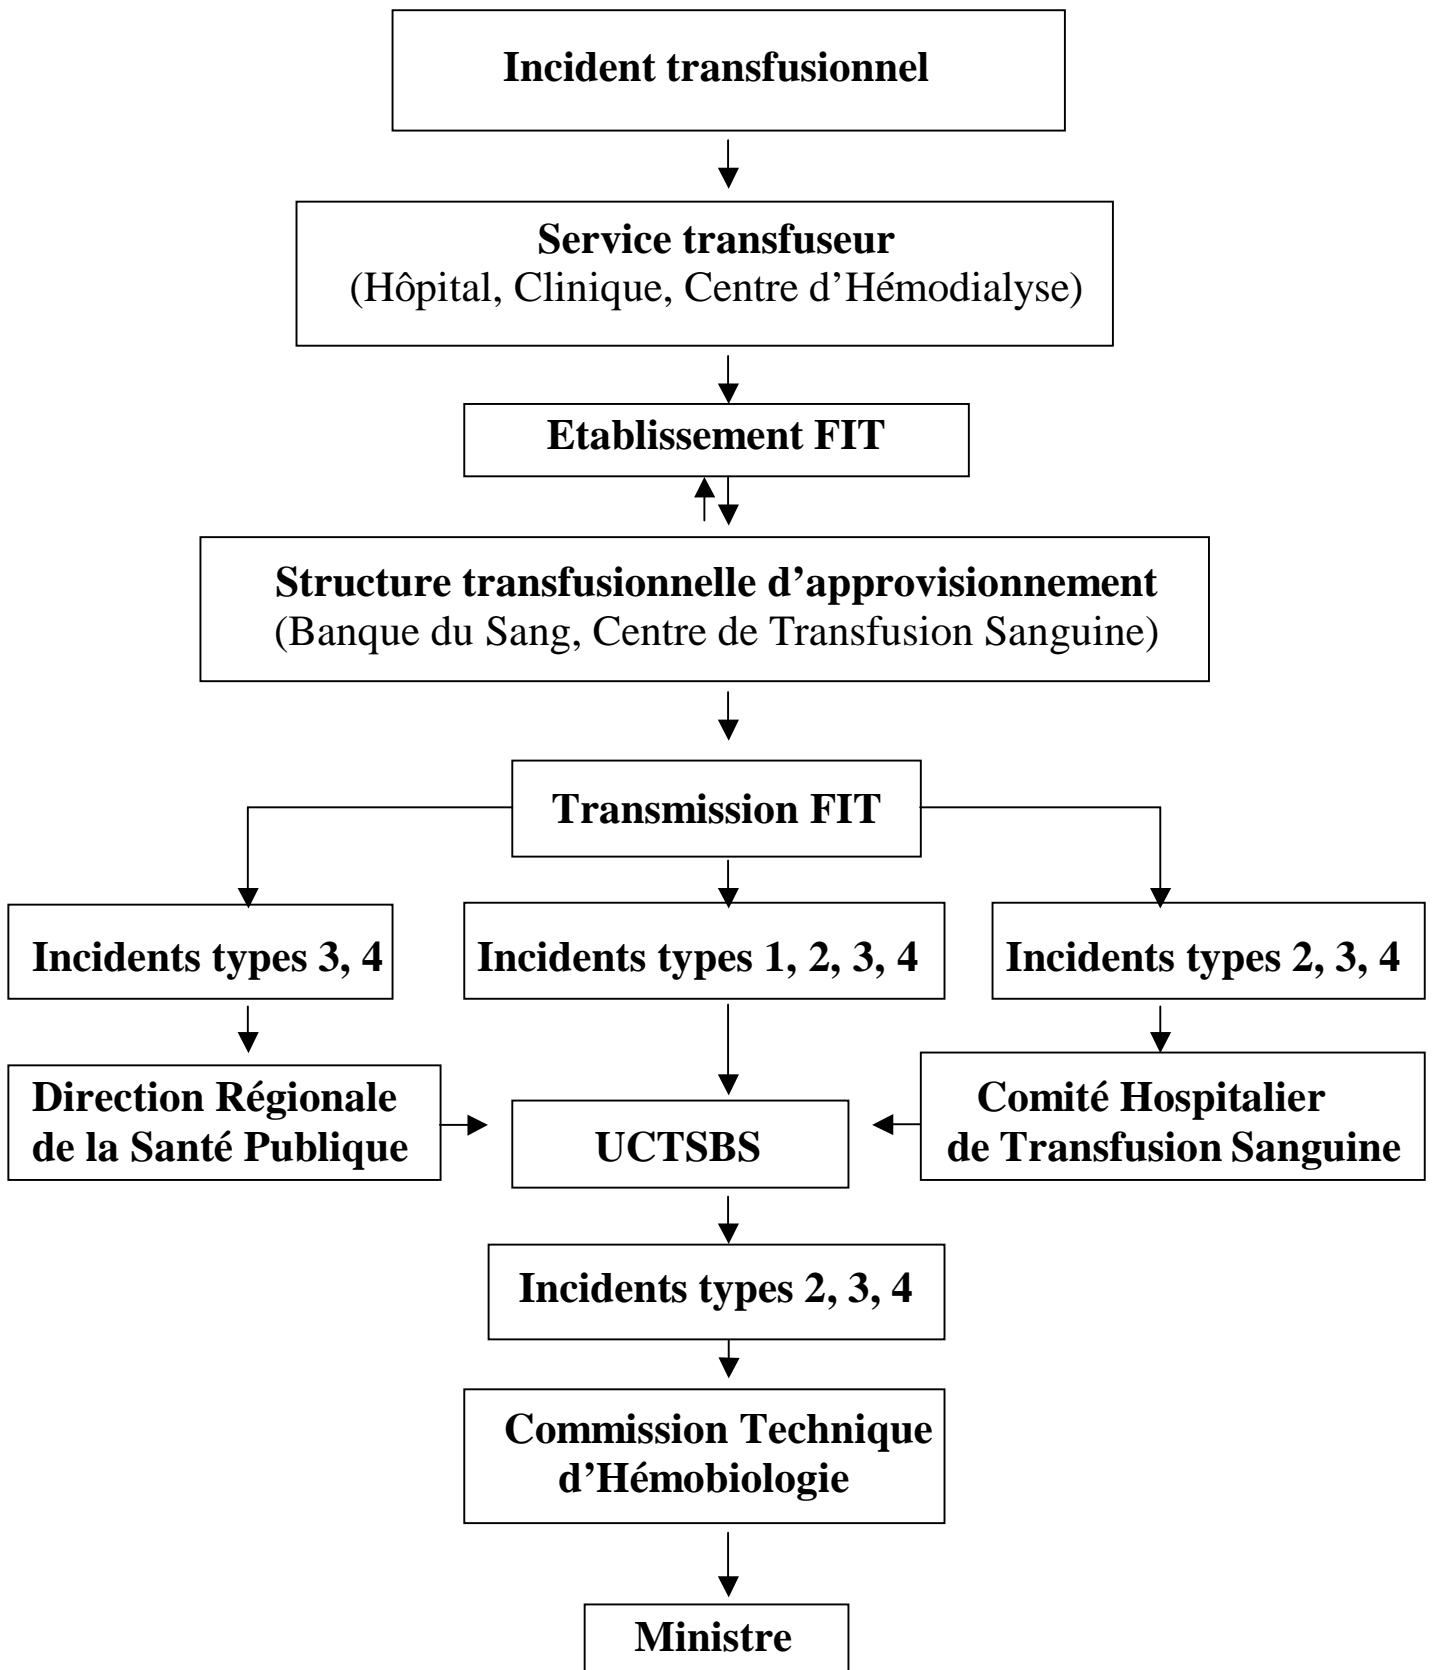 Incident transfusionnel
Service transfuseur
(Hôpital, Clinique, Centre d’Hémodialyse)
Etablissement FIT
Structure transfusionnelle d’approvisionnement
(Banque du Sang, Centre de Transfusion Sanguine)
Transmission FIT
Incidents types 3, 4
Incidents types 1, 2, 3, 4
Incidents types 2, 3, 4
Direction Régionale
de la Santé Publique
UCTSBS
Comité Hospitalier
de Transfusion Sanguine
Incidents types 2, 3, 4
Commission Technique
d’Hémobiologie
Ministre